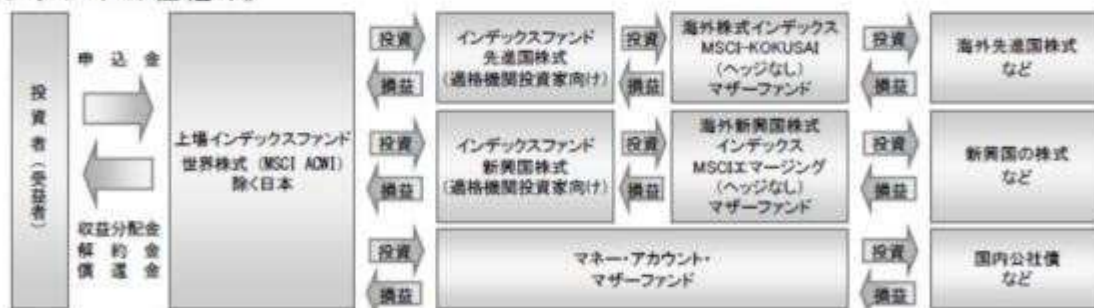 投資者(受益者)
申込金
収益分配金
解約金
償還金
上場インデックスファンド
世界株式(MSCI ACWI)
除く日本
投資
損益
インデックスファンド
先進国株式
(適格機関投資家向け)
投資
損益
海外株式インデックス
MSCI-KOKUSAI
(ヘッジなし)
マザーファンド
投資
損益
海外先進国株式
など
投資
損益
インデックスファンド
新興国株式
(適格機関投資家向け)
投資
損益
海外新興国株式
インデックス
MSCIエマージング
(ヘッジなし)
マザーファンド
投資
損益
新興国の株式
など
投資
損益
マネー・アカウント・
マザーファンド
投資
損益
国内公社債
など